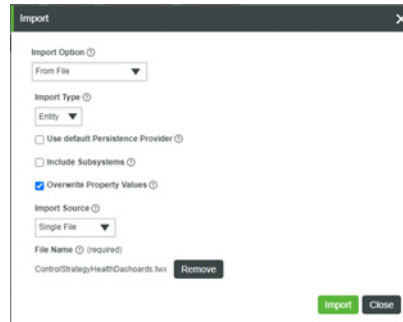 Import
Import Option
From File
Import Type
Entity
Use default Persistence Provider
Include Subsystems
Overwrite Property Values
Import Source
Single File
File Name (required)
ControlStrategyHealthDashoards.twx Remove
Import Close